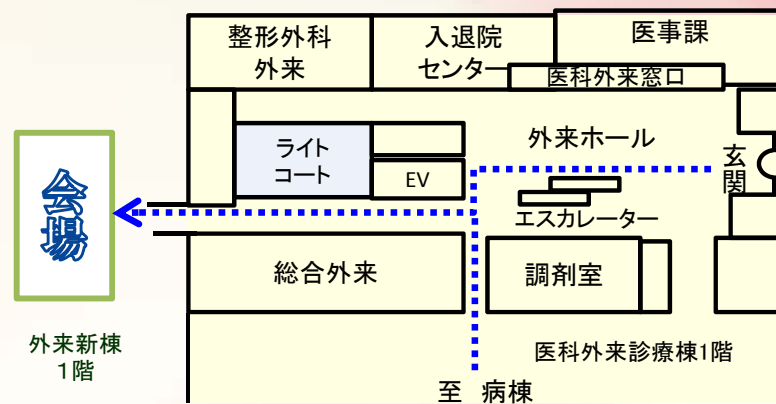 整形外科
外来
入退院
センター
医事課
医科外来窓口
外来ホール
玄関
ライト
コート
EV
エスカレーター
会場
総合外来
調剤室
外来新棟
1階
医科外来診療棟1階
至 病棟